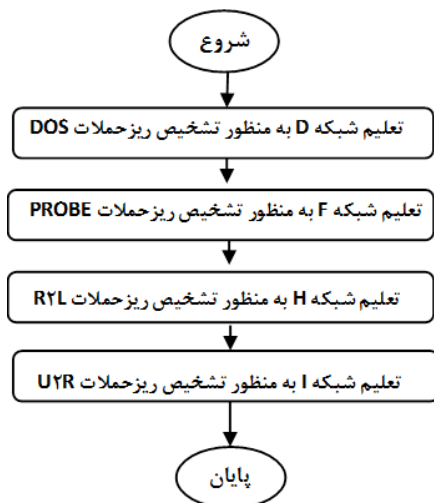 شروع
تعلیم شبکه D به منظور تشخیص ریزحملات DOS
تعلیم شبکه F به منظور تشخیص ریزحملات PROBE
تعلیم شبکه H به منظور تشخیص ریزحملات R۲L
تعلیم شبکه I به منظور تشخیص ریزحملات U۲R
پایان